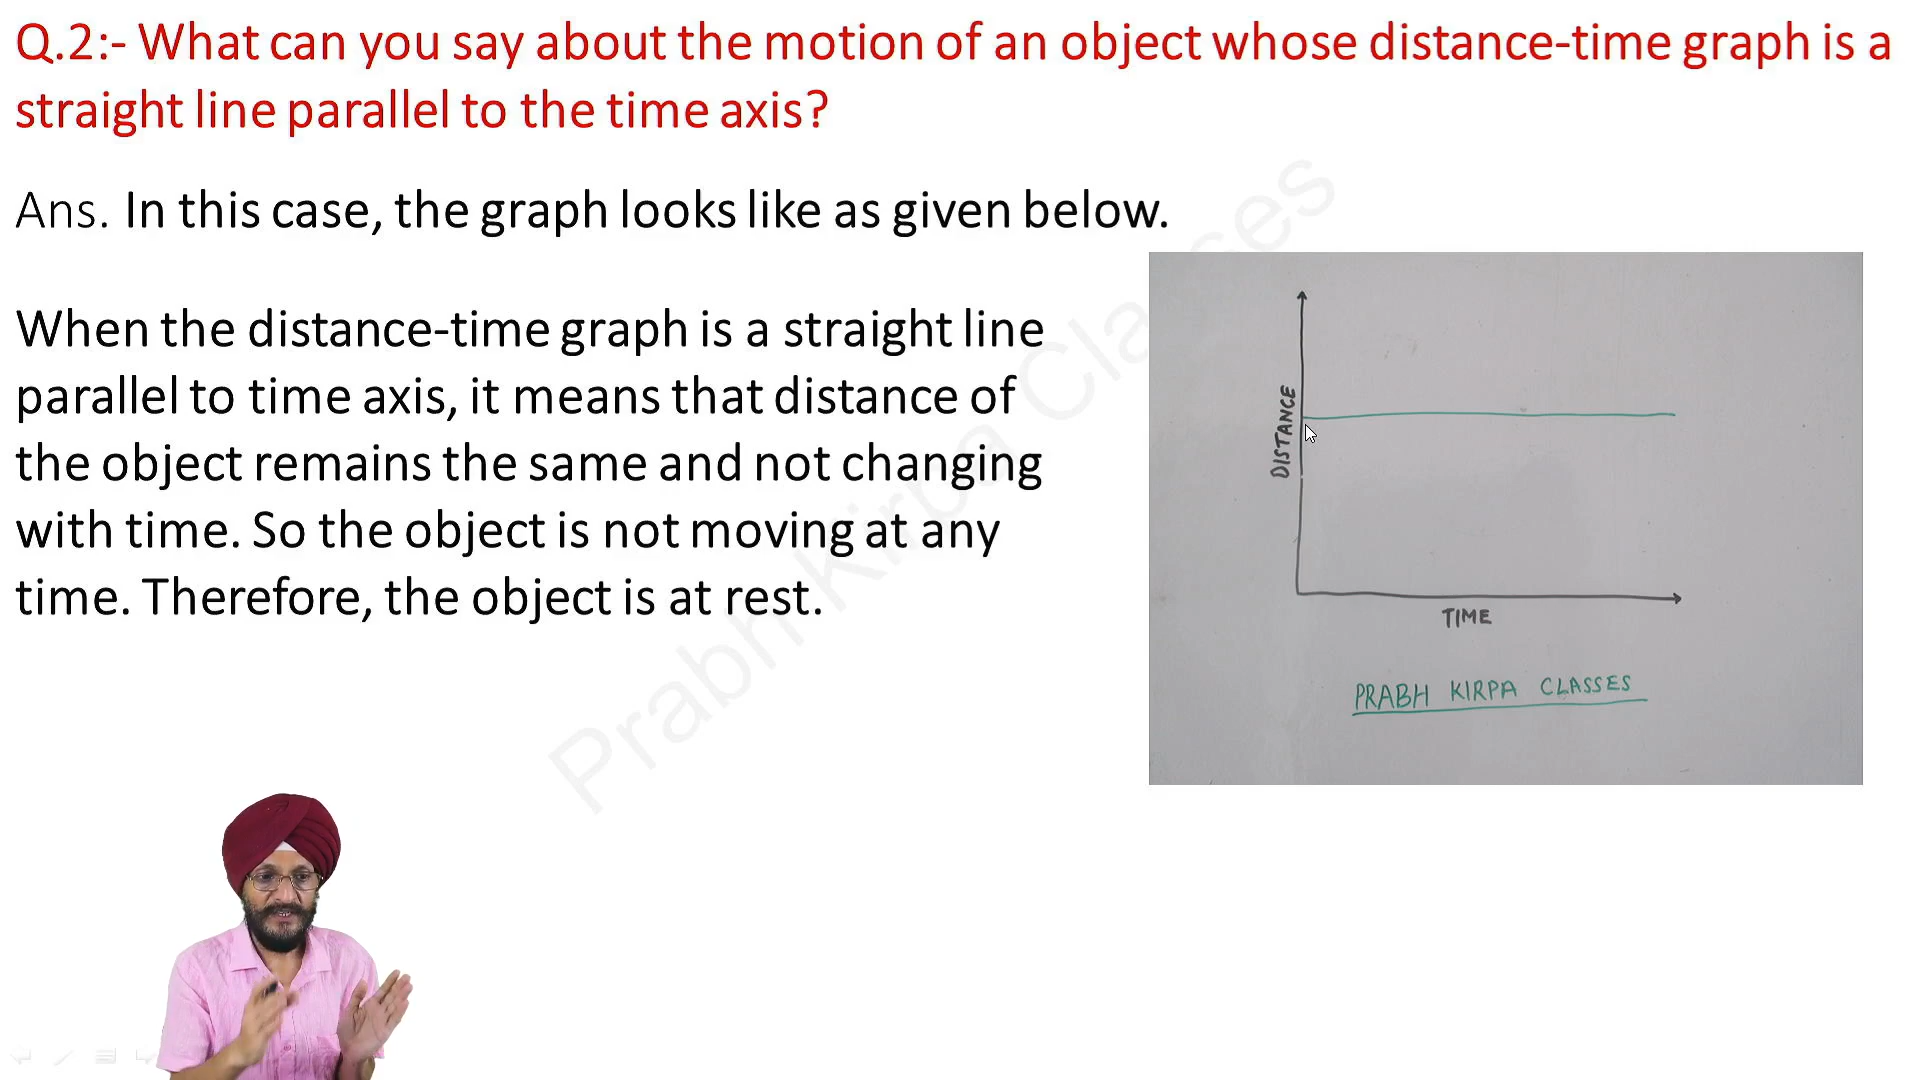 Q.2:- What can you say about the motion of an object whose distance-time graph is a
straight line parallel to the time axis?
Ans. In this case, the graph looks like as given below.
When the distance-time graph is a straight line
parallel to time axis, it means that distance of
the object remains the same and not changing
with time. So the object is not moving at any
time. Therefore, the object is at rest.
DISTANCE
TIME
PRABH KIRPA CLASSES
Prabh Kirpa Classes